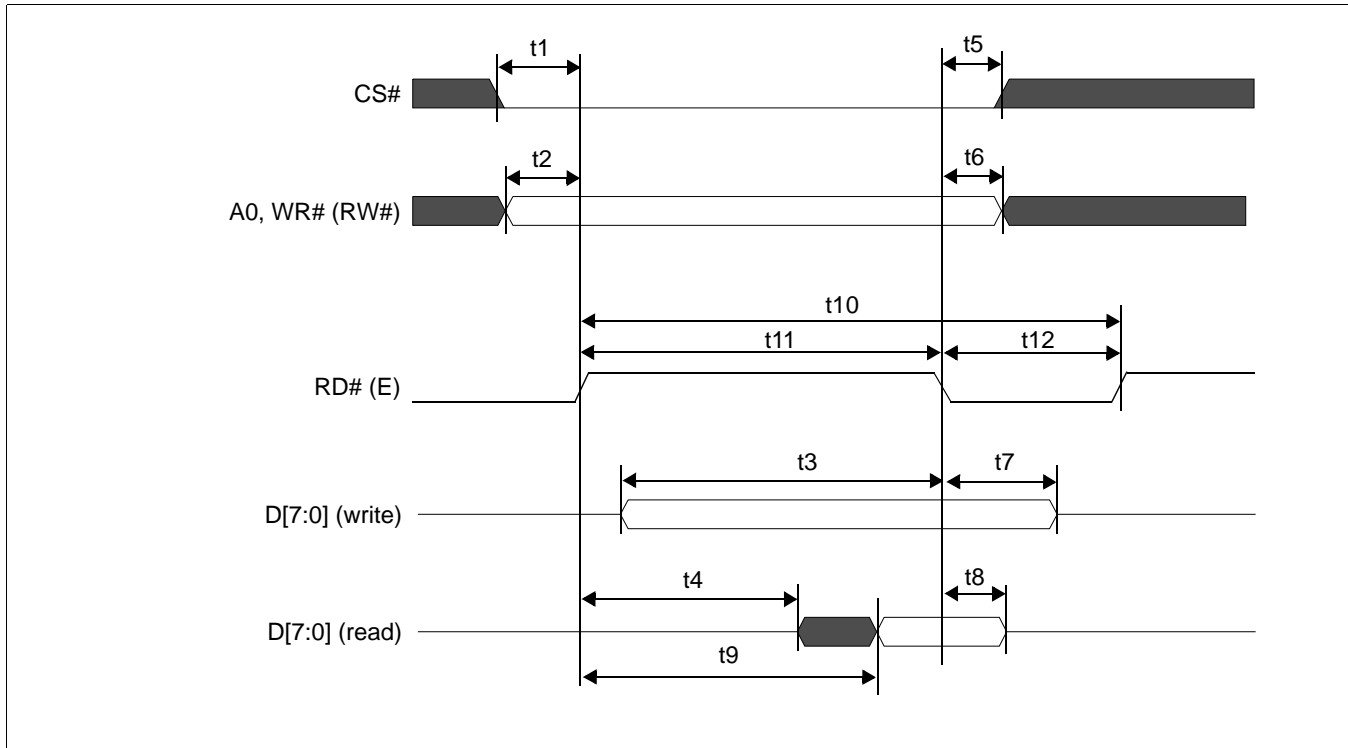 t1
t5
CS#
t2
t6
A0, WR# (RW#)
t10
t11
t12
RD# (E)
t3
t7
D[7:0] (write)
t4
t8
D[7:0] (read)
t9